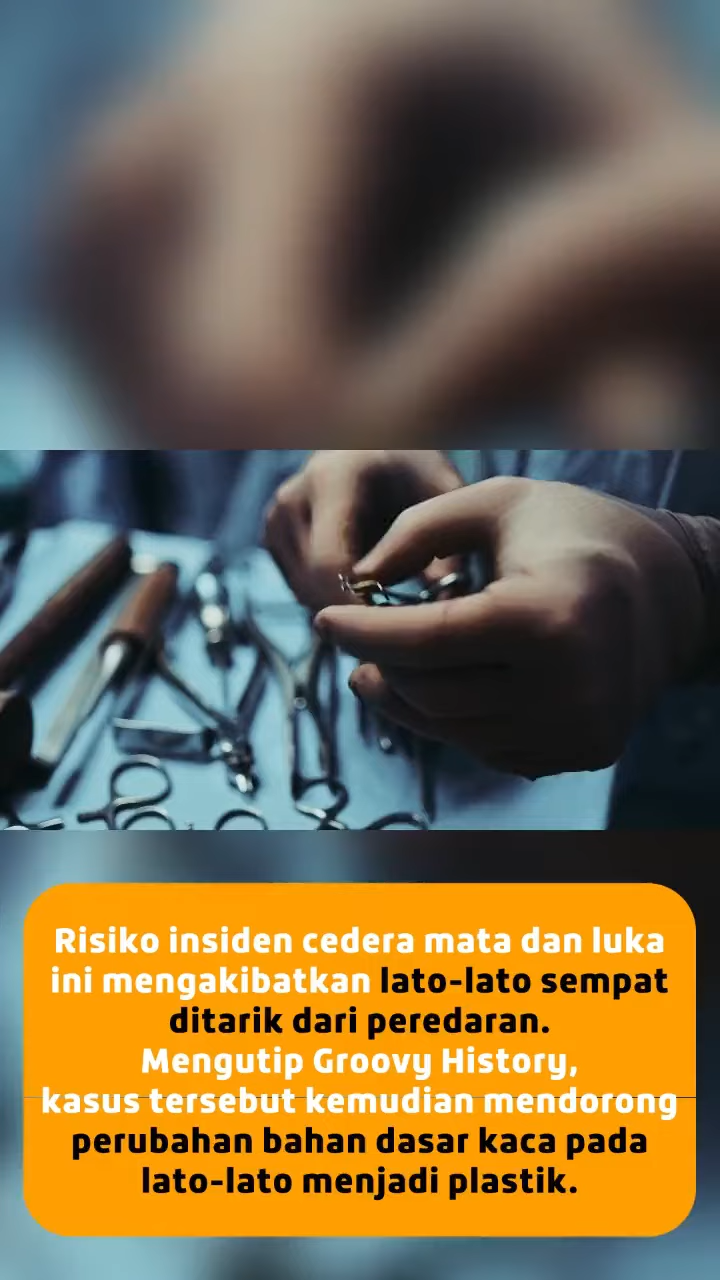 Risiko insiden cedera mata dan luka
ini mengakibatkan lato-lato sempat
ditarik dari peredaran.
Mengutip Groovy History,
kasus tersebut kemudian mendorong
perubahan bahan dasar kaca pada
lato-lato menjadi plastik.